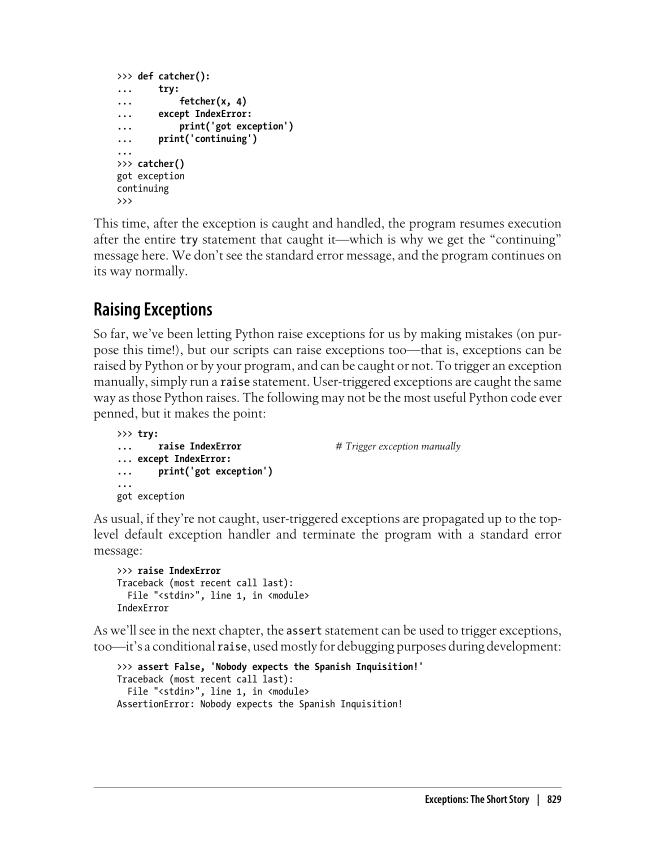 >>> def catcher():
...     try:
...         fetcher(x, 4)
...     except IndexError:
...         print('got exception')
...     print('continuing')
...
>>> catcher()
got exception
continuing
>>>
This time, after the exception is caught and handled, the program resumes execution
after the entire try statement that caught it—which is why we get the “continuing”
message here. We don’t see the standard error message, and the program continues on
its way normally.
Raising Exceptions
So far, we’ve been letting Python raise exceptions for us by making mistakes (on pur-
pose this time!), but our scripts can raise exceptions too—that is, exceptions can be
raised by Python or by your program, and can be caught or not. To trigger an exception
manually, simply run a raise statement. User-triggered exceptions are caught the same
way as those Python raises. The following may not be the most useful Python code ever
penned, but it makes the point:
>>> try:
...     raise IndexError                # Trigger exception manually
... except IndexError:
...     print('got exception')
...
got exception
As usual, if they’re not caught, user-triggered exceptions are propagated up to the top-
level default exception handler and terminate the program with a standard error
message:
>>> raise IndexError
Traceback (most recent call last):
  File "<stdin>", line 1, in <module>
IndexError
As we’ll see in the next chapter, the assert statement can be used to trigger exceptions,
too—it’s a conditional raise, used mostly for debugging purposes during development:
>>> assert False, 'Nobody expects the Spanish Inquisition!'
Traceback (most recent call last):
  File "<stdin>", line 1, in <module>
AssertionError: Nobody expects the Spanish Inquisition!
Exceptions: The Short Story | 829